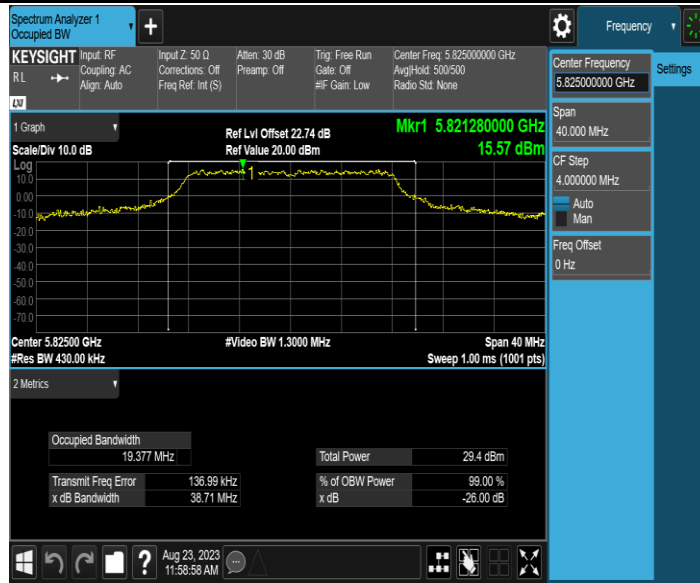 Spectrum Analyzer 1
Occupied BW
+
Frequency
KEYSIGHT
Input: RF
Coupling: AC
Align: Auto
Input Z: 50 Ω
Corrections: Off
Freq Ref: Int (S)
Atten: 30 dB
Preamp: Off
Trig: Free Run
Gate: Off
#IF Gain: Low
Center Freq: 5.825000000 GHz
Avg|Hold: 500/500
Radio Std: None
RL
LXI
Center Frequency
5.825000000 GHz
Settings
Span
40.000 MHz
CF Step
4.000000 MHz
Auto
Man
Freq Offset
0 Hz
1 Graph
Scale/Div 10.0 dB
Ref Lvl Offset 22.74 dB
Ref Value 20.00 dBm
Mkr1 5.821280000 GHz
15.57 dBm
Log
10.0
0.00
-10.0
-20.0
-30.0
-40.0
-50.0
-60.0
-70.0
1
Center 5.82500 GHz
#Res BW 430.00 kHz
#Video BW 1.3000 MHz
Span 40 MHz
Sweep 1.00 ms (1001 pts)
2 Metrics
Occupied Bandwidth
19.377 MHz
Total Power 29.4 dBm
Transmit Freq Error 136.99 kHz
% of OBW Power 99.00 %
x dB Bandwidth 38.71 MHz
x dB -26.00 dB
?
Aug 23, 2023
11:58:58 AM